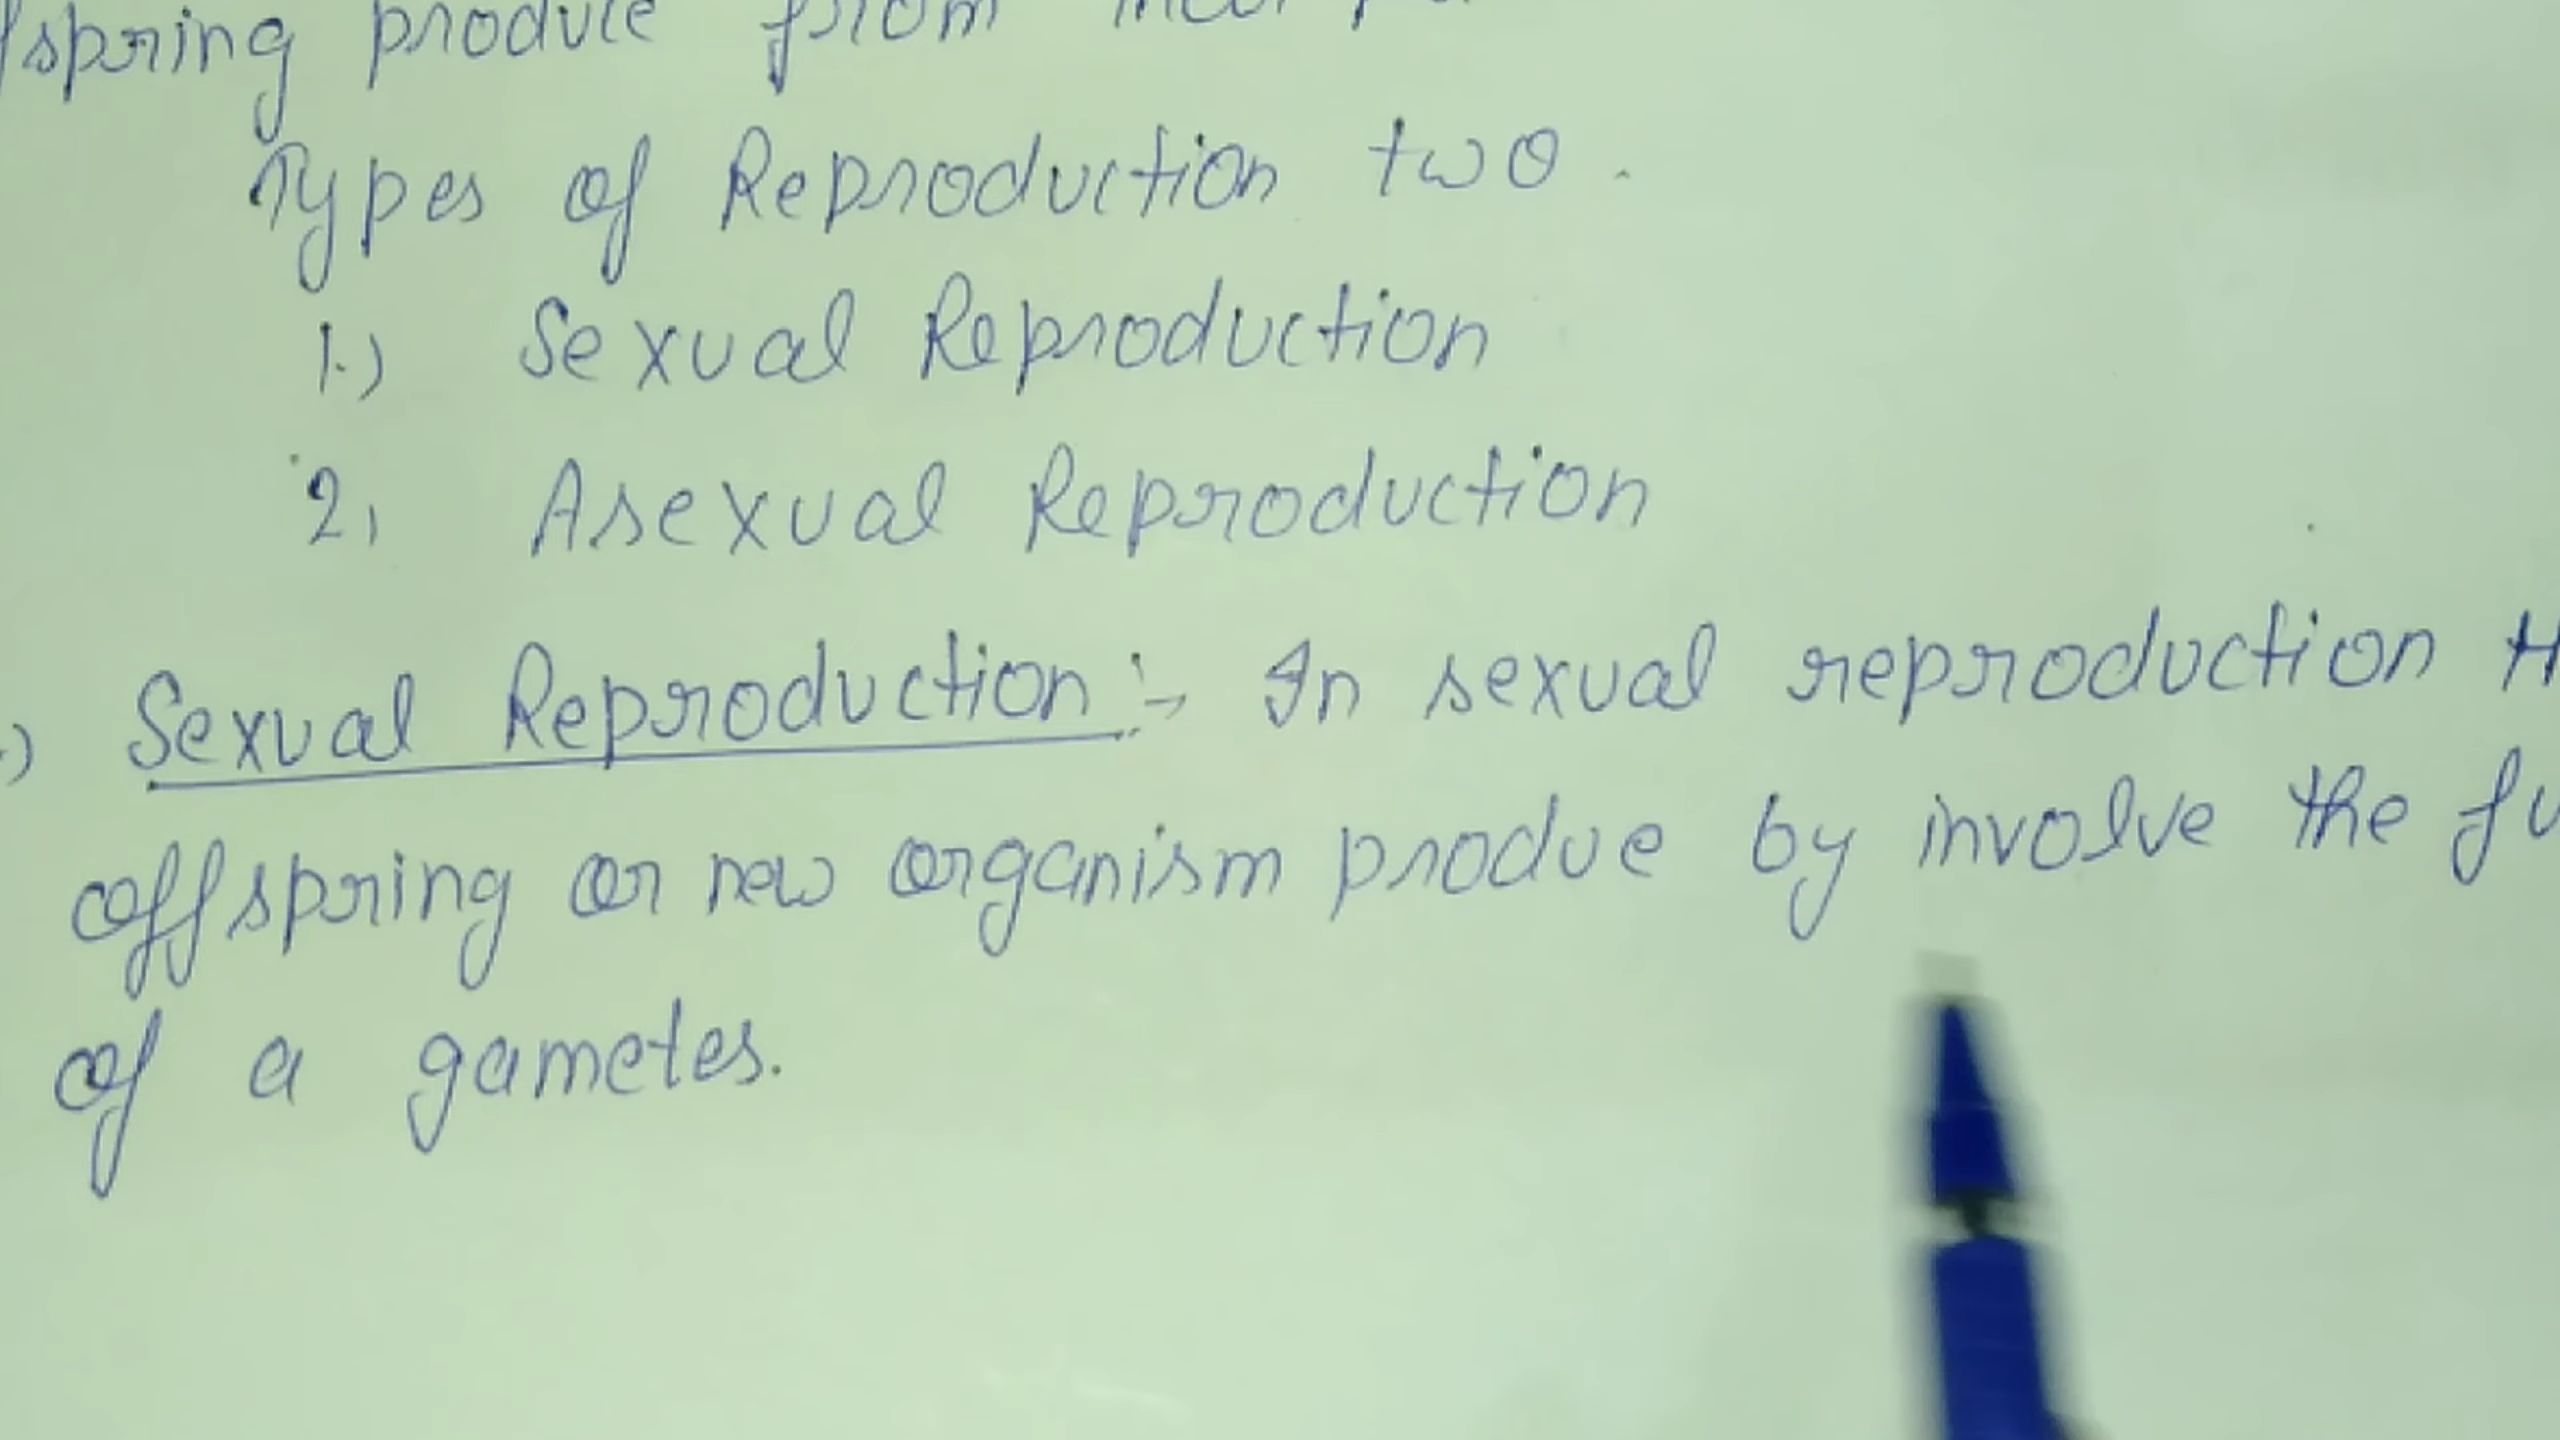 spring produce from
Types of Reproduction two.
1.) Sexual Reproduction
2, Asexual Reproduction
.) Sexual Reproduction :- In sexual reproduction
offspring or new organism produe by involve the
of a gametes.